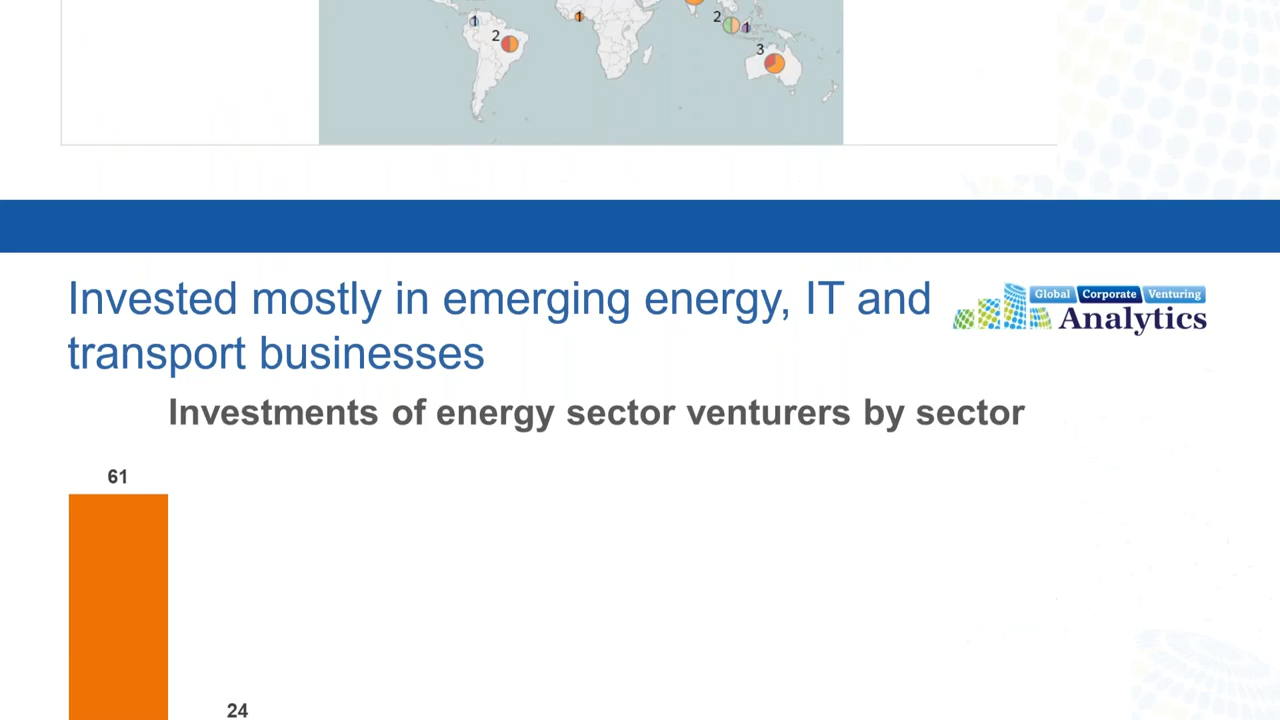 1
1
2
2
1
3
Invested mostly in emerging energy, IT and
transport businesses
Global Corporate Venturing
Analytics
Investments of energy sector venturers by sector
61
24